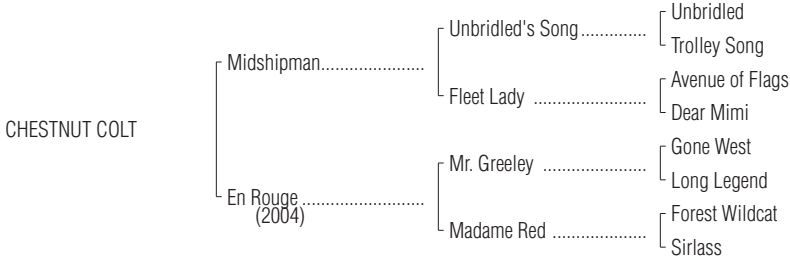 Unbridled
Unbridled's Song..............
Trolley Song
Midshipman......................
Avenue of Flags
Fleet Lady ........................
Dear Mimi
CHESTNUT COLT
Gone West
Mr. Greeley ......................
Long Legend
En Rouge ..........................
(2004)
Forest Wildcat
Madame Red ....................
Sirlass